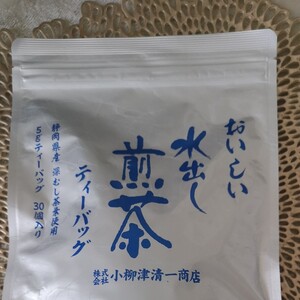 おいしい
水出し
煎茶
ティーバッグ
静岡県産 深むし茶葉使用
5gティーバッグ 30個入り
株式会社 小柳津清一商店